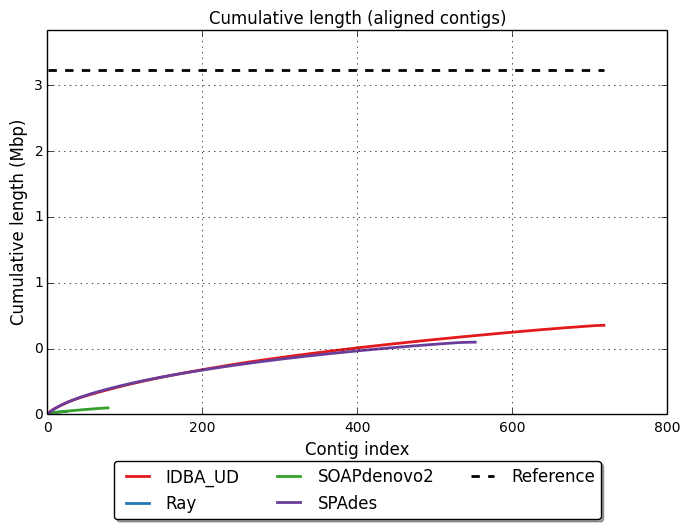 Cumulative length (aligned contigs)
Cumulative length (Mbp)
3
2
1
1
0
0
0 200 400 600 800
Contig index
IDBA_UD SOAPdenovo2 Reference
Ray SPAdes